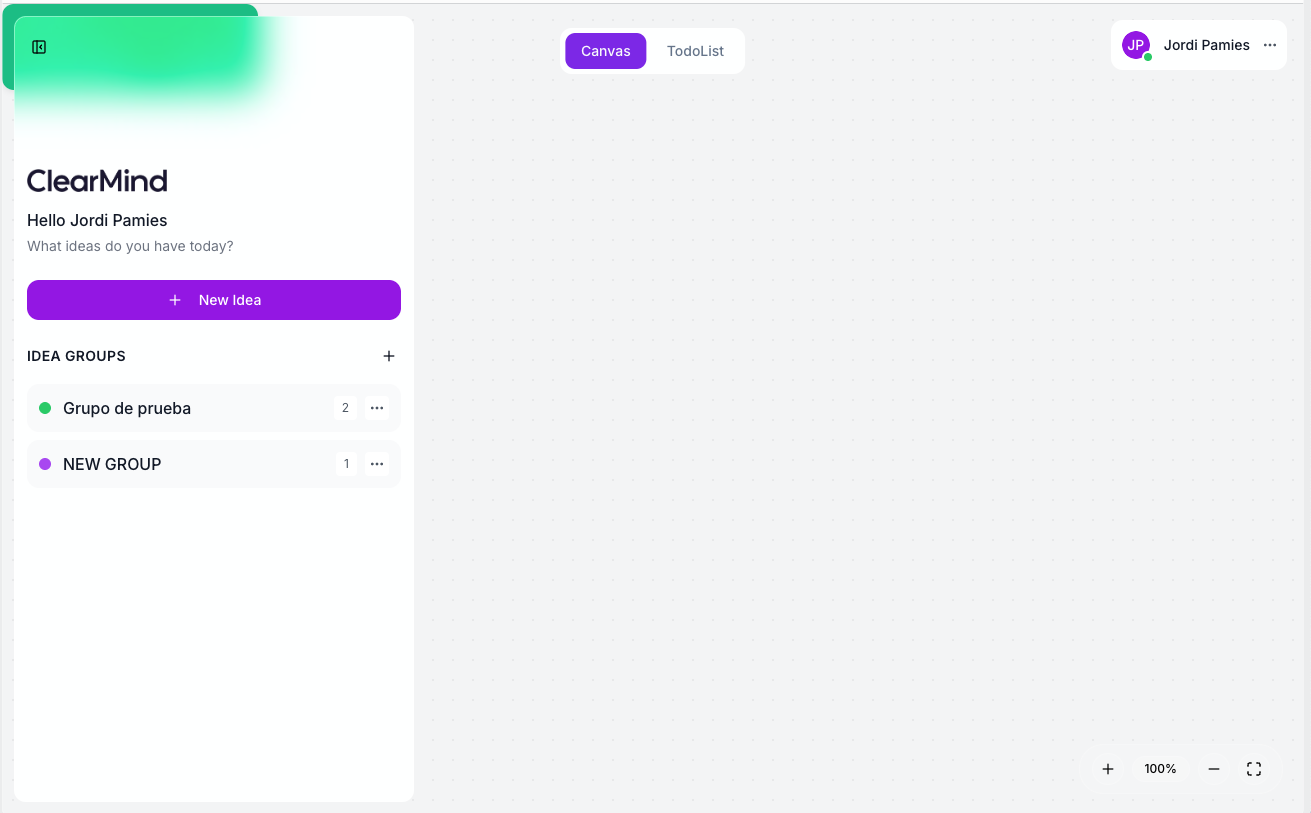 Canvas
TodoList
JP
Jordi Pamies
ClearMind
Hello Jordi Pamies
What ideas do you have today?
New Idea
IDEA GROUPS
Grupo de prueba
2
NEW GROUP
1
100%